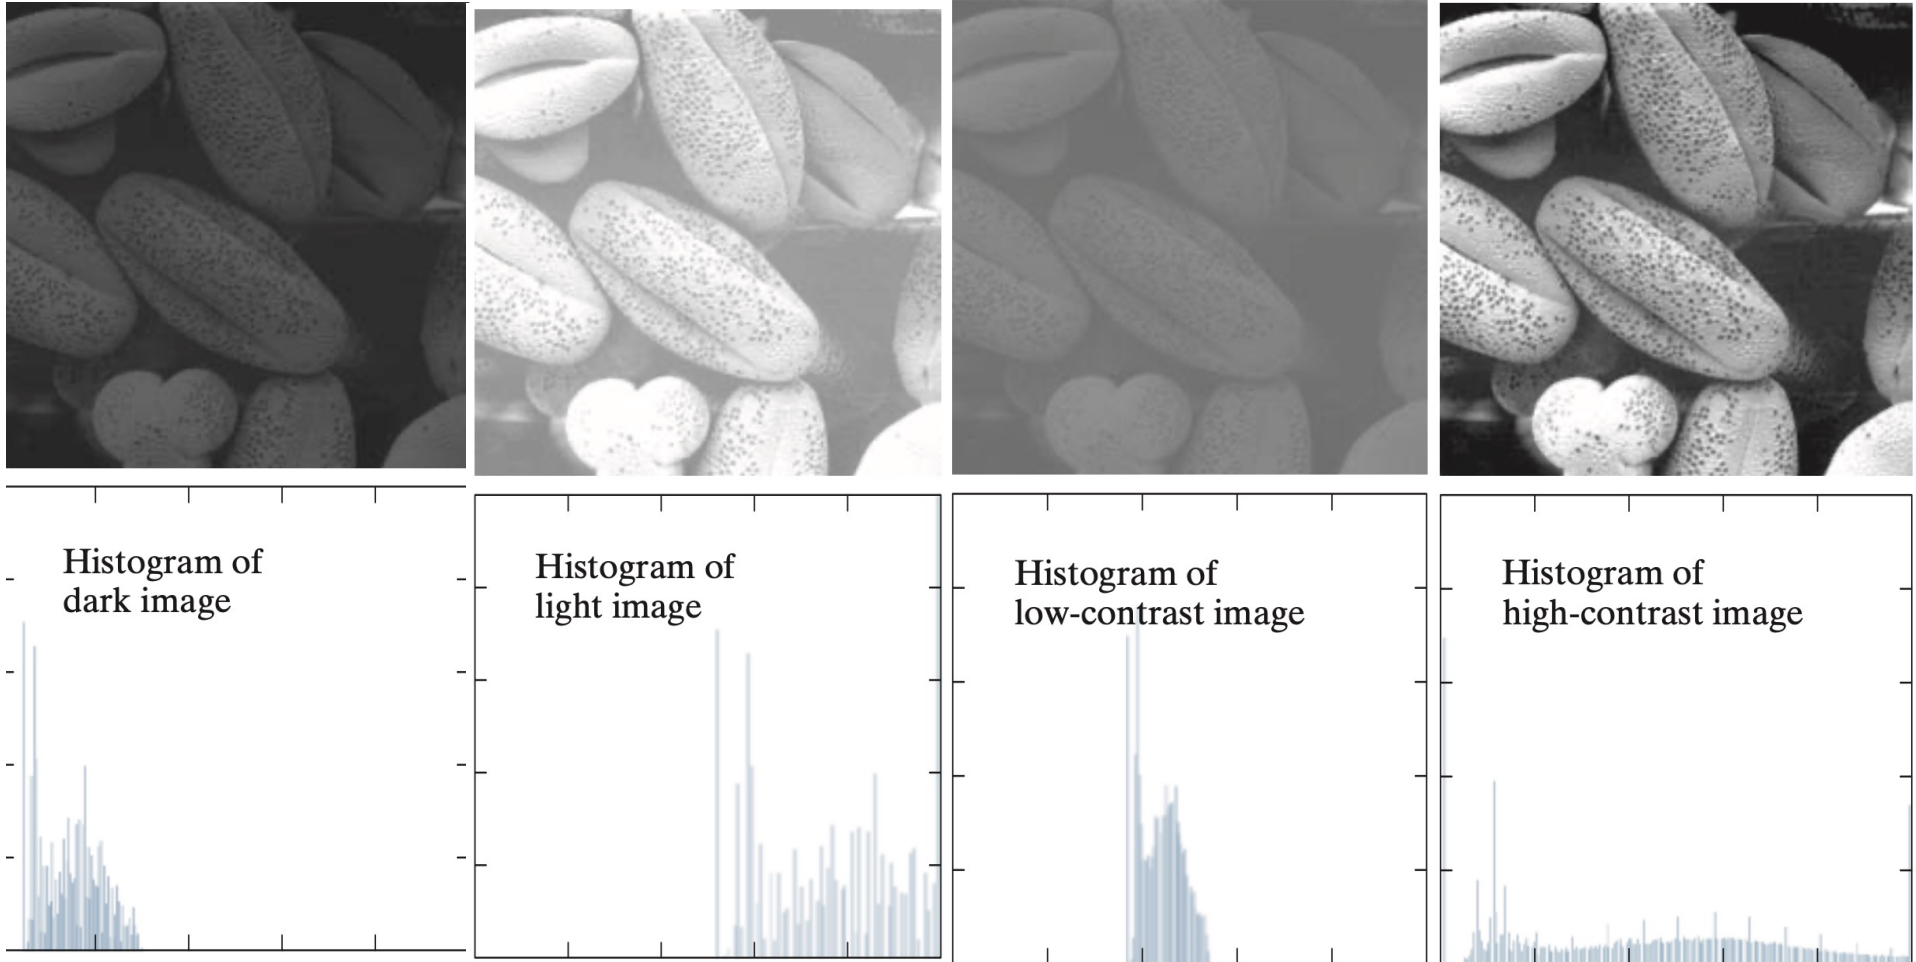 Histogram of
dark image
Histogram of
light image
Histogram of
low-contrast image
Histogram of
high-contrast image